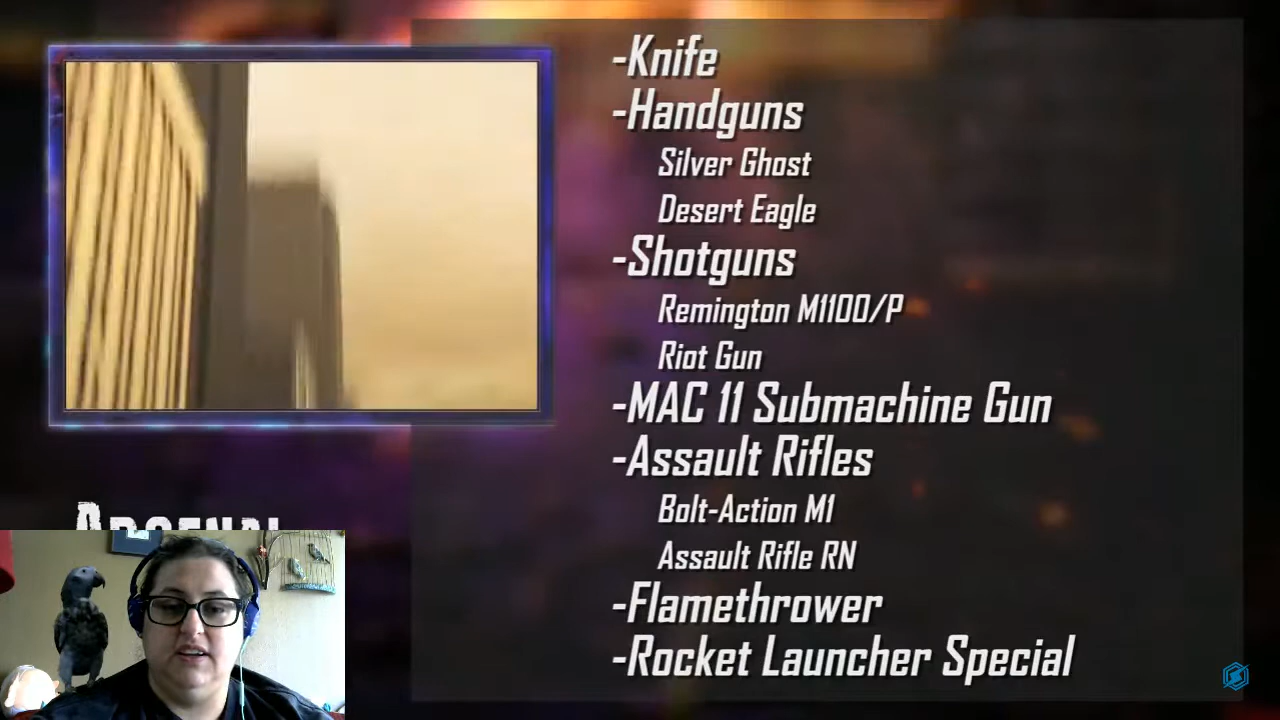 -Knife
-Handguns
Silver Ghost
Desert Eagle
-Shotguns
Remington M1100/P
Riot Gun
-MAC 11 Submachine Gun
-Assault Rifles
Bolt-Action M1
Assault Rifle RN
-Flamethrower
-Rocket Launcher Special
Arsenal